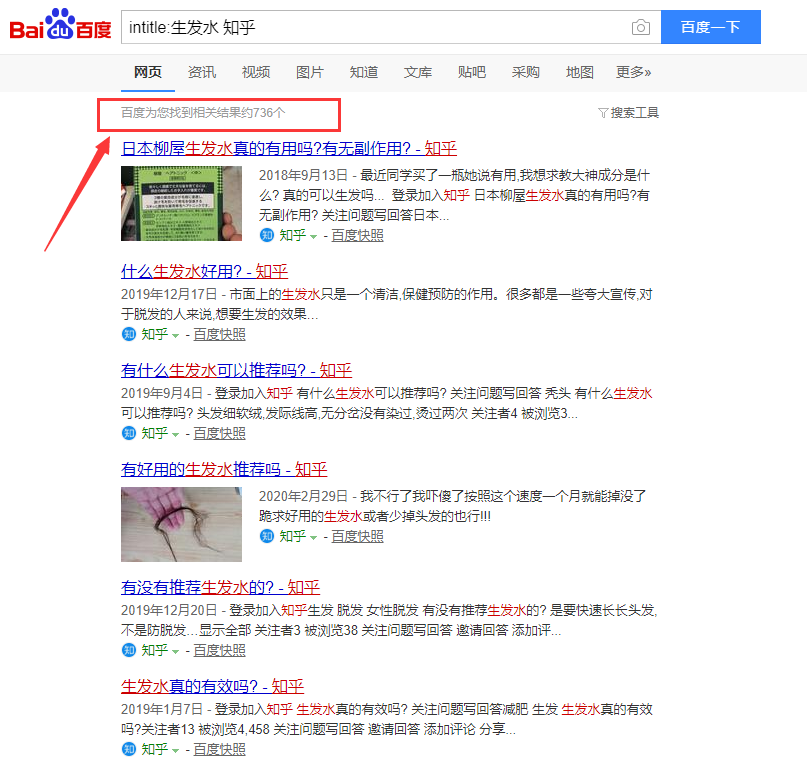 Bai du 百度
intitle:生发水 知乎
百度一下
网页 资讯 视频 图片 知道 文库 贴吧 采购 地图 更多»
百度为您找到相关结果约736个
搜索工具
日本柳屋生发水真的有用吗?有无副作用? - 知乎
2018年9月13日 - 最近同学买了一瓶她说有用,我想求教大神成分是什
么? 真的可以生发吗... 登录加入知乎 日本柳屋生发水真的有用吗?有
无副作用? 关注问题写回答日本...
知 知乎 - 百度快照
什么生发水好用? - 知乎
2019年12月17日 - 市面上的生发水只是一个清洁,保健预防的作用。很多都是一些夸大宣传,对
于脱发的人来说,想要生发的效果...
知 知乎 - 百度快照
有什么生发水可以推荐吗? - 知乎
2019年9月4日 - 登录加入知乎 有什么生发水可以推荐吗? 关注问题写回答 秃头 有什么生发水
可以推荐吗? 头发细软绒,发际线高,无分岔没有染过,烫过两次 关注者4 被浏览3...
知 知乎 - 百度快照
有好用的生发水推荐吗 - 知乎
2020年2月29日 - 我不行了我吓傻了按照这个速度一个月就能掉没了
跪求好用的生发水或者少掉头发的也行!!!
知 知乎 - 百度快照
有没有推荐生发水的? - 知乎
2019年12月20日 - 登录加入知乎生发 脱发 女性脱发 有没有推荐生发水的? 是要快速长长头发,
不是防脱发...显示全部 关注者3 被浏览38 关注问题写回答 邀请回答 添加评...
知 知乎 - 百度快照
生发水真的有效吗? - 知乎
2019年1月7日 - 登录加入知乎 生发水真的有效吗? 关注问题写回答减肥 生发 生发水真的有效
吗?关注者13 被浏览4,458 关注问题写回答 邀请回答 添加评论 分享...
知 知乎 - 百度快照